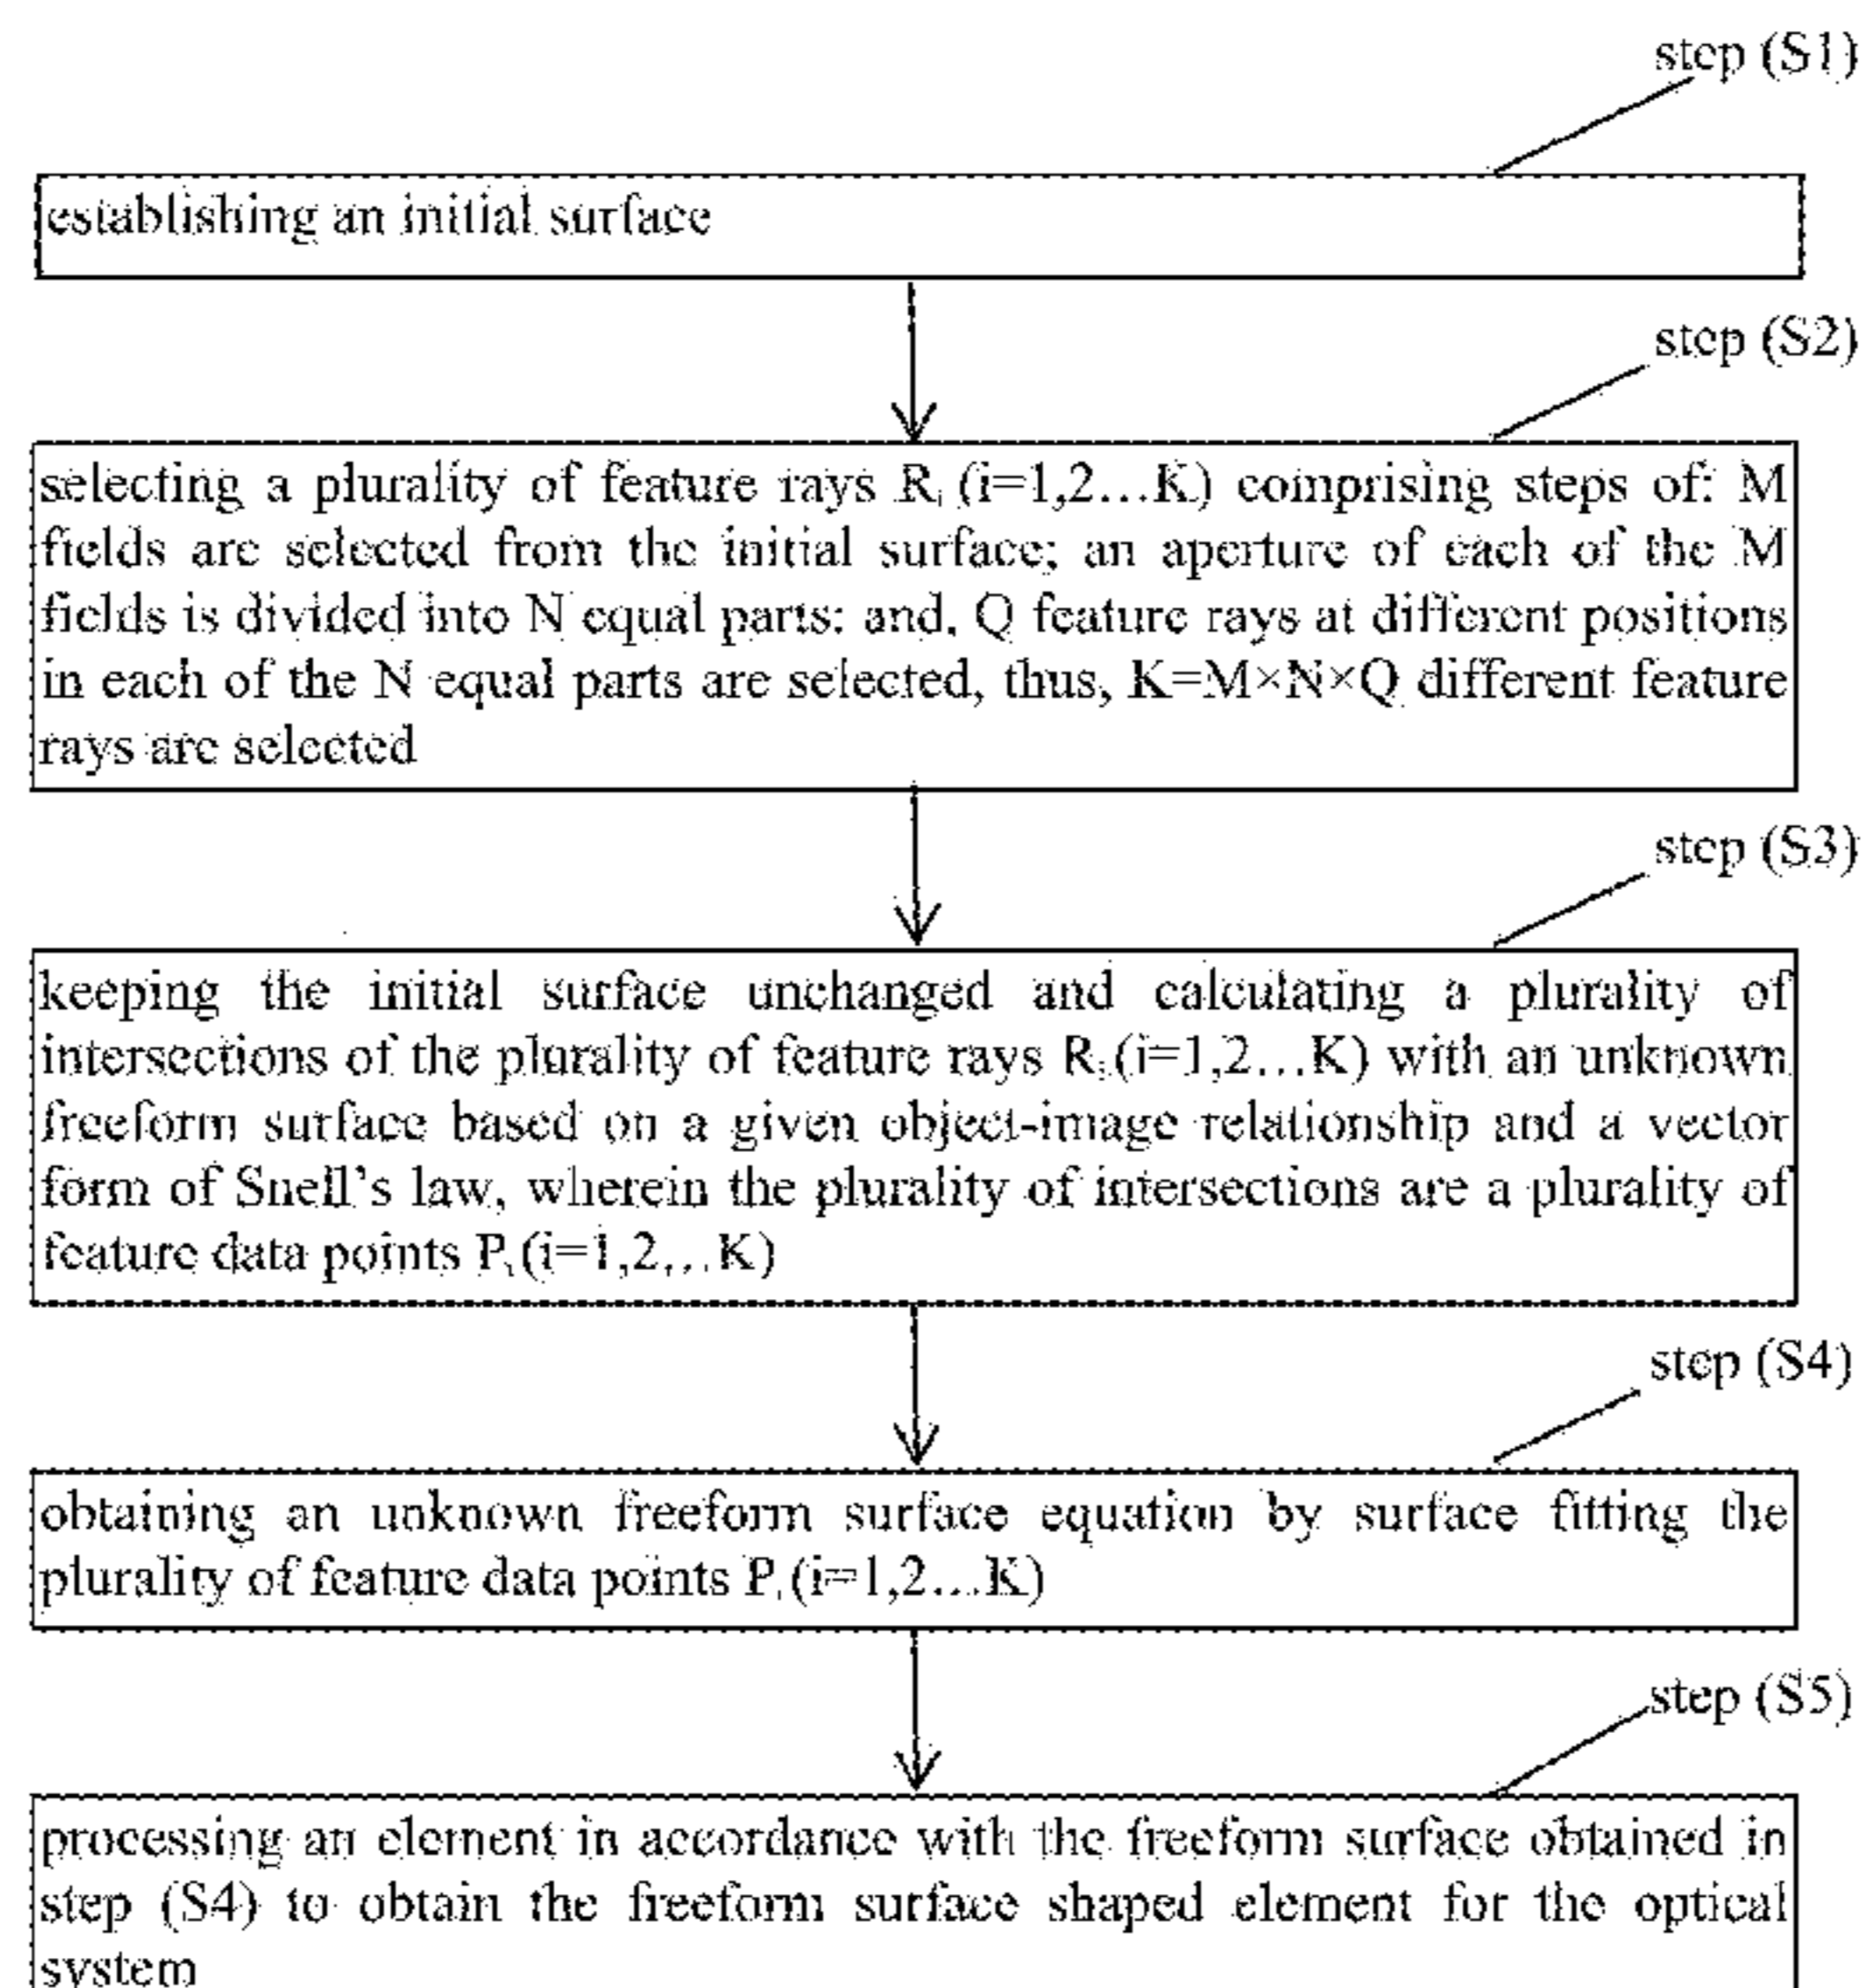 step (S1)
establishing an initial surface
step (S2)
selecting a plurality of feature rays Rᵢ (i=1,2...K) comprising steps of: M
fields are selected from the initial surface; an aperture of each of the M
fields is divided into N equal parts; and, Q feature rays at different positions
in each of the N equal parts are selected, thus, K=M×N×Q different feature
rays are selected
step (S3)
keeping the initial surface unchanged and calculating a plurality of
intersections of the plurality of feature rays Rᵢ (i=1,2...K) with an unknown
freeform surface based on a given object-image relationship and a vector
form of Snell's law, wherein the plurality of intersections are a plurality of
feature data points Pᵢ (i=1,2...K)
step (S4)
obtaining an unknown freeform surface equation by surface fitting the
plurality of feature data points Pᵢ (i=1,2...K)
step (S5)
processing an element in accordance with the freeform surface obtained in
step (S4) to obtain the freeform surface shaped element for the optical
system